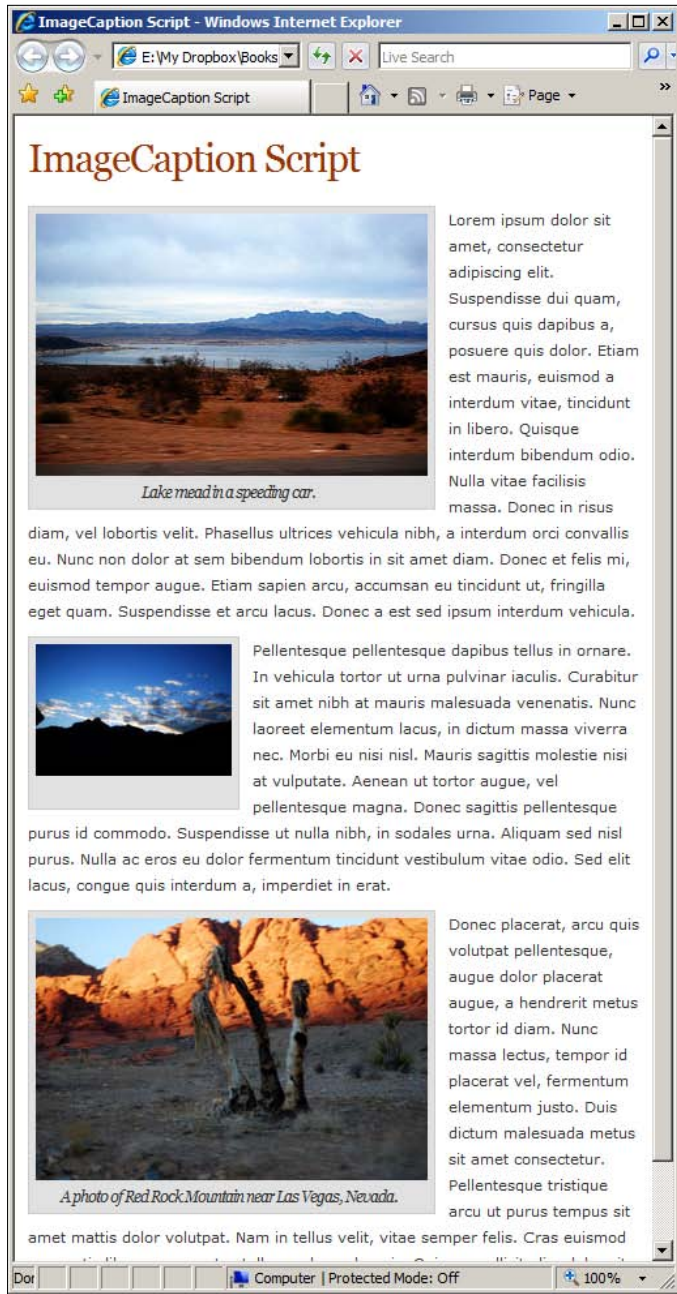 ImageCaption Script - Windows Internet Explorer
E:\My Dropbox\Books
Live Search
ImageCaption Script
Page
»
ImageCaption Script
Lorem ipsum dolor sit
amet, consectetur
adipiscing elit.
Suspendisse dui quam,
cursus quis dapibus a,
posuere quis dolor. Etiam
est mauris, euismod a
interdum vitae, tincidunt
in libero. Quisque
interdum bibendum odio.
Nulla vitae facilisis
massa. Donec in risus
Lake mead in a speeding car.
diam, vel lobortis velit. Phasellus ultrices vehicula nibh, a interdum orci convallis
eu. Nunc non dolor at sem bibendum lobortis in sit amet diam. Donec et felis mi,
euismod tempor augue. Etiam sapien arcu, accumsan eu tincidunt ut, fringilla
eget quam. Suspendisse et arcu lacus. Donec a est sed ipsum interdum vehicula.
Pellentesque pellentesque dapibus tellus in ornare.
In vehicula tortor ut urna pulvinar iaculis. Curabitur
sit amet nibh at mauris malesuada venenatis. Nunc
laoreet elementum lacus, in dictum massa viverra
nec. Morbi eu nisi nisl. Mauris sagittis molestie nisi
at vulputate. Aenean ut tortor augue, vel
pellentesque magna. Donec sagittis pellentesque
purus id commodo. Suspendisse ut nulla nibh, in sodales urna. Aliquam sed nisl
purus. Nulla ac eros eu dolor fermentum tincidunt vestibulum vitae odio. Sed elit
lacus, congue quis interdum a, imperdiet in erat.
Donec placerat, arcu quis
volutpat pellentesque,
augue dolor placerat
augue, a hendrerit metus
tortor id diam. Nunc
massa lectus, tempor id
placerat vel, fermentum
elementum justo. Duis
dictum malesuada metus
sit amet consectetur.
Pellentesque tristique
arcu ut purus tempus sit
A photo of Red Rock Mountain near Las Vegas, Nevada.
amet mattis dolor volutpat. Nam in tellus velit, vitae semper felis. Cras euismod
Computer | Protected Mode: Off
100%